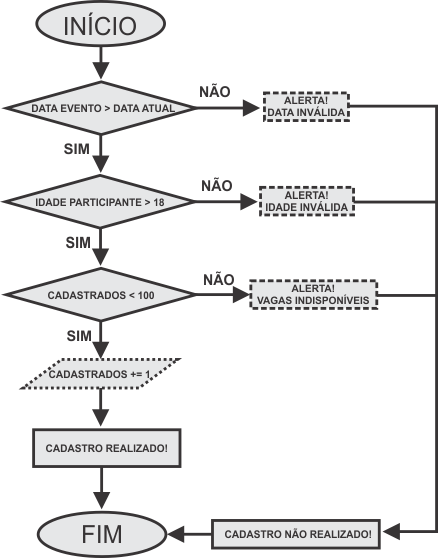 INÍCIO
DATA EVENTO > DATA ATUAL
NÃO
ALERTA!
DATA INVÁLIDA
SIM
IDADE PARTICIPANTE > 18
NÃO
ALERTA!
IDADE INVÁLIDA
SIM
CADASTRADOS < 100
NÃO
ALERTA!
VAGAS INDISPONÍVEIS
SIM
CADASTRADOS += 1
CADASTRO REALIZADO!
FIM
CADASTRO NÃO REALIZADO!